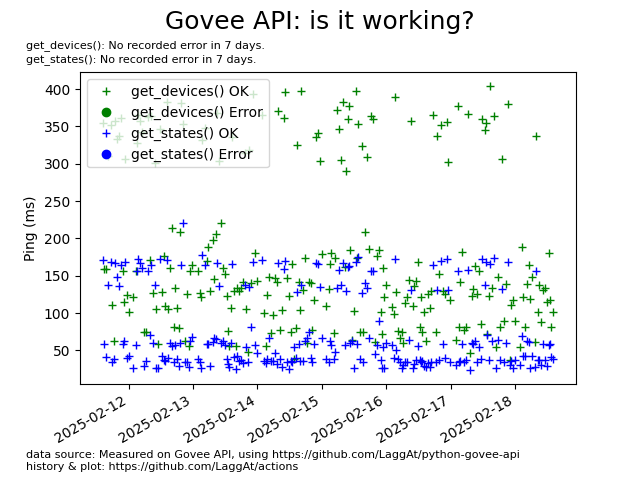 Govee API: is it working?
get_devices(): No recorded error in 7 days.
get_states(): No recorded error in 7 days.
get_devices() OK
get_devices() Error
get_states() OK
get_states() Error
Ping (ms)
400
350
300
250
200
150
100
50
2025-02-12
2025-02-13
2025-02-14
2025-02-15
2025-02-16
2025-02-17
2025-02-18
data source: Measured on Govee API, using https://github.com/LaggAt/python-govee-api
history & plot: https://github.com/LaggAt/actions